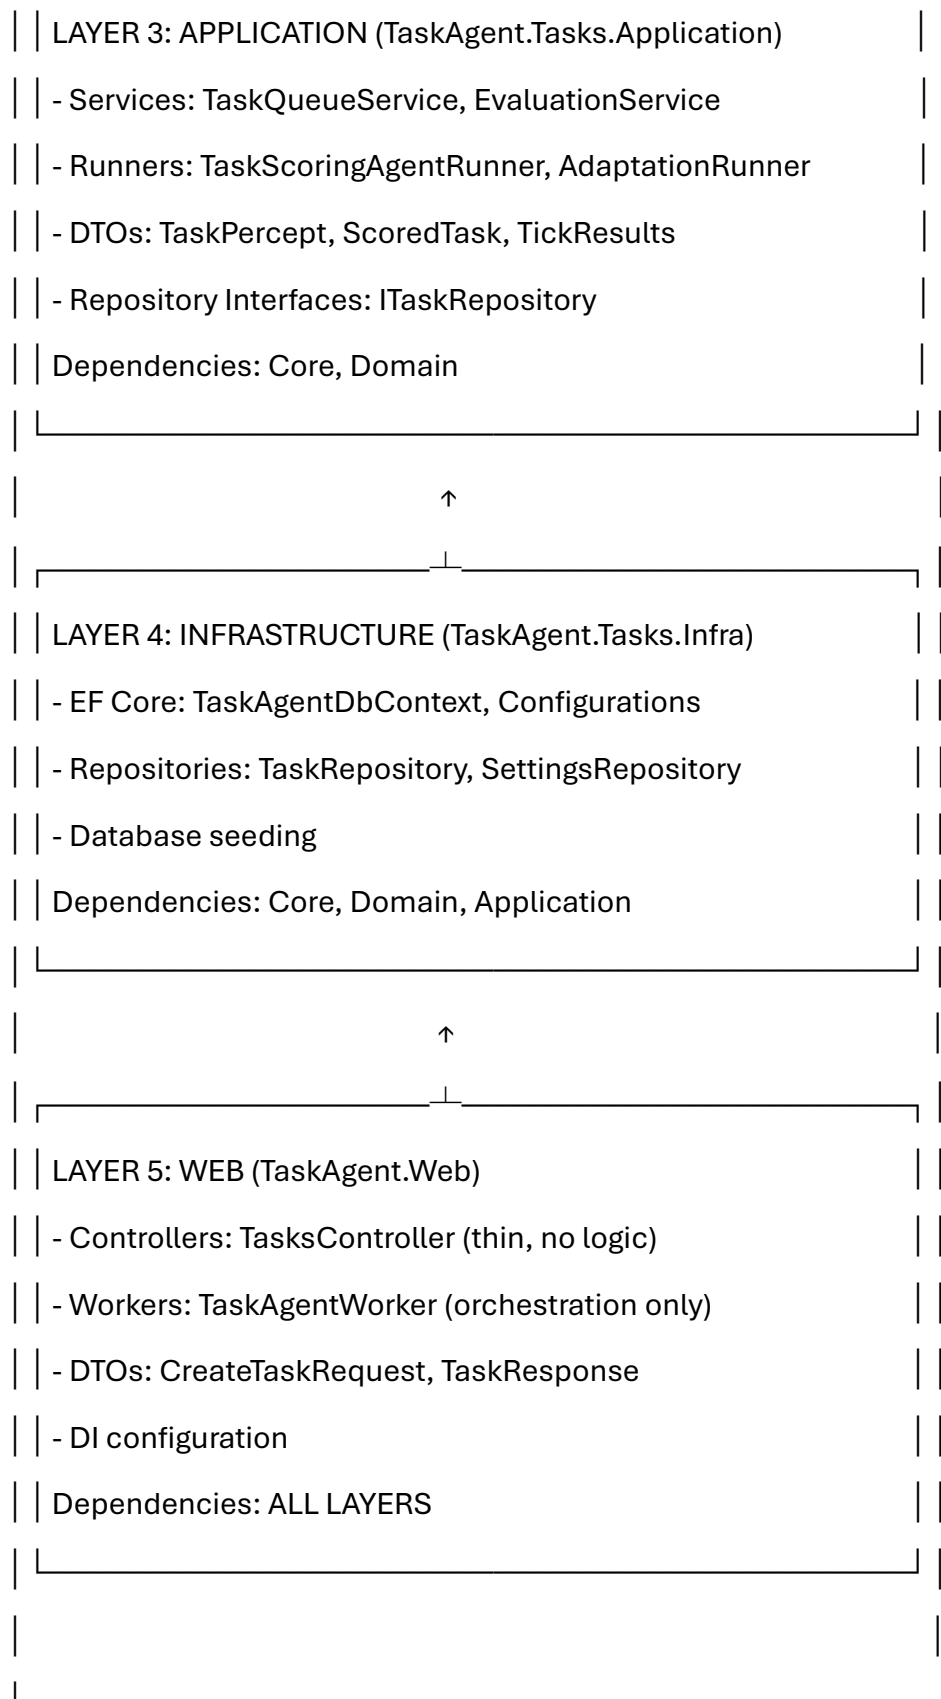 ││ LAYER 3: APPLICATION (TaskAgent.Tasks.Application) │
││ - Services: TaskQueueService, EvaluationService │
││ - Runners: TaskScoringAgentRunner, AdaptationRunner │
││ - DTOs: TaskPercept, ScoredTask, TickResults │
││ - Repository Interfaces: ITaskRepository │
││ Dependencies: Core, Domain │
│└──────────────────────────────┘│
│ ↑ │
│┌──────────────┴───────────────┐│
││ LAYER 4: INFRASTRUCTURE (TaskAgent.Tasks.Infra) ││
││ - EF Core: TaskAgentDbContext, Configurations ││
││ - Repositories: TaskRepository, SettingsRepository ││
││ - Database seeding ││
││ Dependencies: Core, Domain, Application ││
│└──────────────────────────────┘│
│ ↑ │
│┌──────────────┴───────────────┐│
││ LAYER 5: WEB (TaskAgent.Web) ││
││ - Controllers: TasksController (thin, no logic) ││
││ - Workers: TaskAgentWorker (orchestration only) ││
││ - DTOs: CreateTaskRequest, TaskResponse ││
││ - DI configuration ││
││ Dependencies: ALL LAYERS ││
│└──────────────────────────────┘│
│ │
│